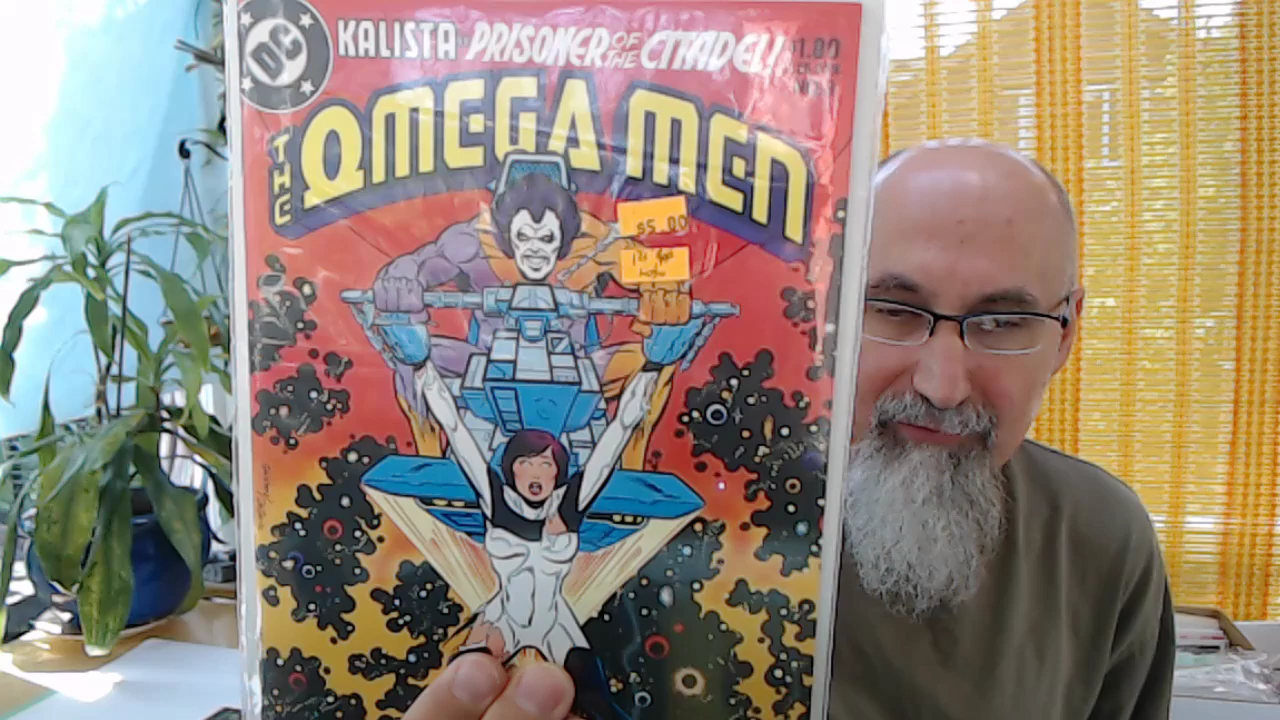 DC
KALISTA PRISONER OF THE CITADEL!
$1.00
THE OMEGA MEN
$5.00